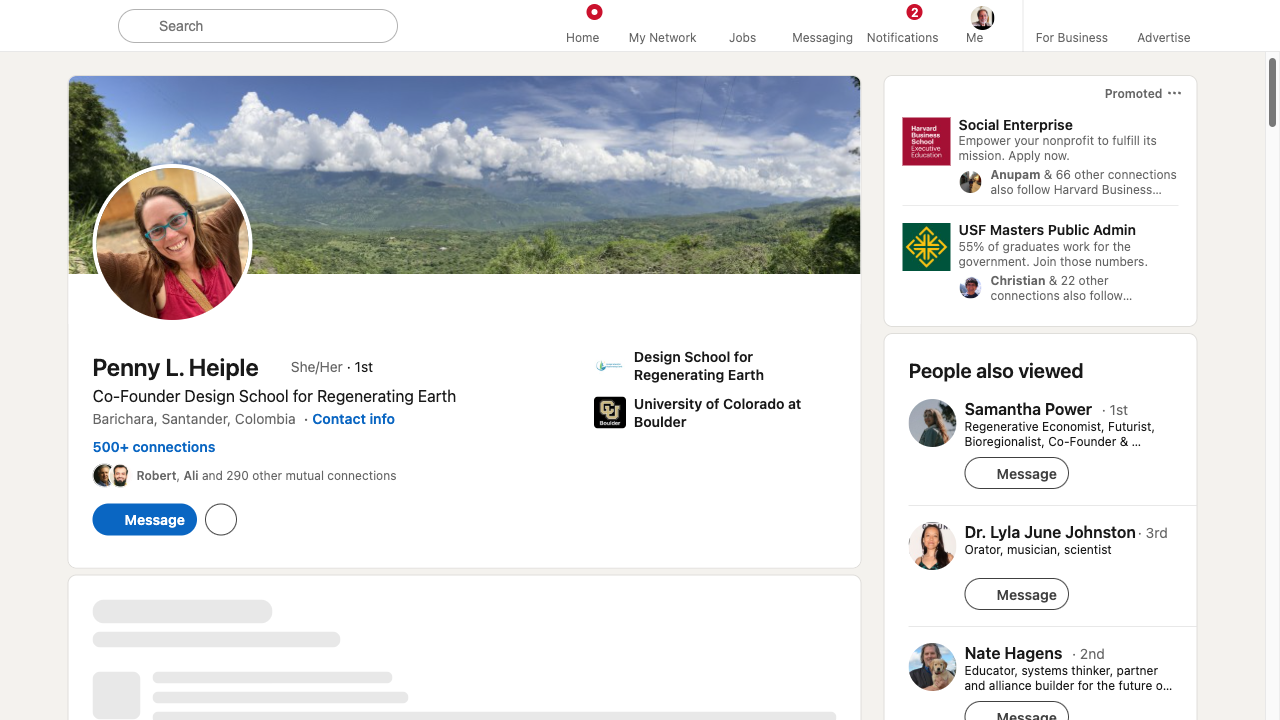 Search
Home
My Network
Jobs
Messaging
2
Notifications
Me
For Business
Advertise
Penny L. Heiple
She/Her · 1st
Co-Founder Design School for Regenerating Earth
Barichara, Santander, Colombia · Contact info
500+ connections
Robert, Ali and 290 other mutual connections
Message
Design School for
Regenerating Earth
Boulder
University of Colorado at
Boulder
Promoted
Harvard
Business
School
Executive
Education
Social Enterprise
Empower your nonprofit to fulfill its
mission. Apply now.
Anupam & 66 other connections
also follow Harvard Business...
USF Masters Public Admin
55% of graduates work for the
government. Join those numbers.
Christian & 22 other
connections also follow...
People also viewed
Samantha Power · 1st
Regenerative Economist, Futurist,
Bioregionalist, Co-Founder & ...
Message
Dr. Lyla June Johnston · 3rd
Orator, musician, scientist
Message
Nate Hagens · 2nd
Educator, systems thinker, partner
and alliance builder for the future o...
Message